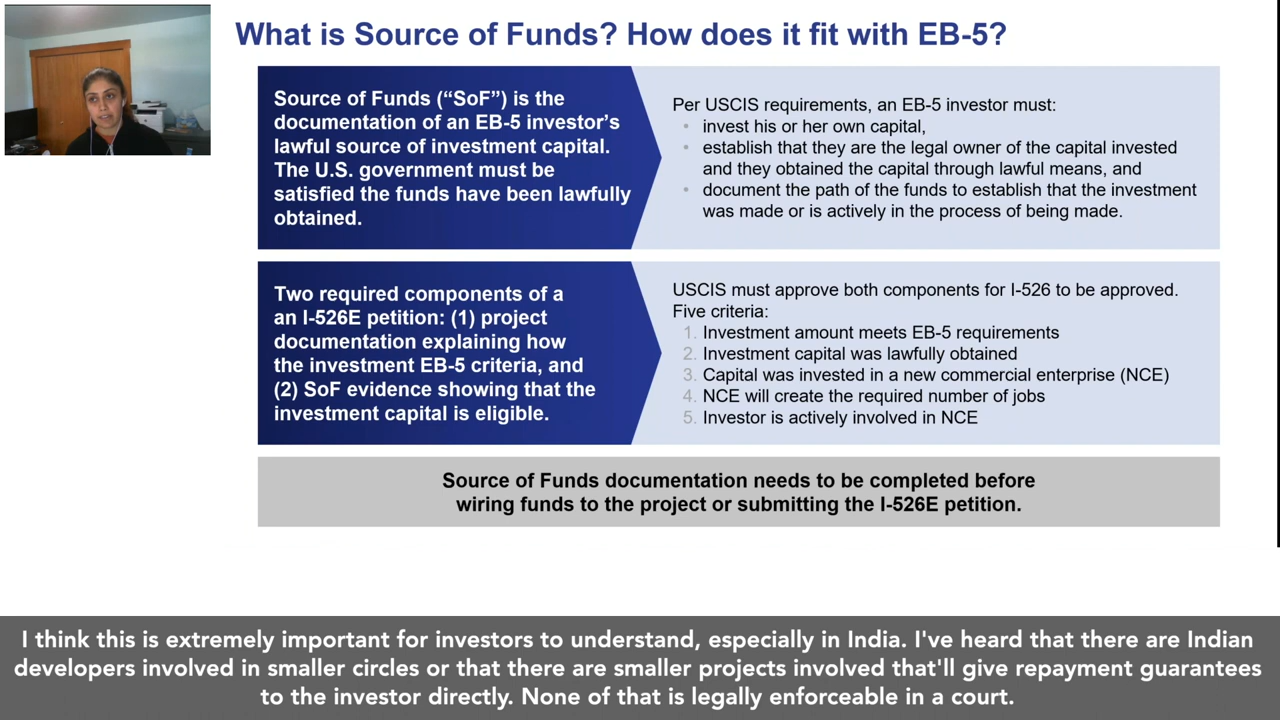 What is Source of Funds? How does it fit with EB-5?
Source of Funds (“SoF”) is the
documentation of an EB-5 investor’s
lawful source of investment capital.
The U.S. government must be
satisfied the funds have been lawfully
obtained.
Per USCIS requirements, an EB-5 investor must:
• invest his or her own capital,
• establish that they are the legal owner of the capital invested
and they obtained the capital through lawful means, and
• document the path of the funds to establish that the investment
was made or is actively in the process of being made.
Two required components of a
an I-526E petition: (1) project
documentation explaining how
the investment EB-5 criteria, and
(2) SoF evidence showing that the
investment capital is eligible.
USCIS must approve both components for I-526 to be approved.
Five criteria:
1. Investment amount meets EB-5 requirements
2. Investment capital was lawfully obtained
3. Capital was invested in a new commercial enterprise (NCE)
4. NCE will create the required number of jobs
5. Investor is actively involved in NCE
Source of Funds documentation needs to be completed before
wiring funds to the project or submitting the I-526E petition.
I think this is extremely important for investors to understand, especially in India. I've heard that there are Indian
developers involved in smaller circles or that there are smaller projects involved that'll give repayment guarantees
to the investor directly. None of that is legally enforceable in a court.